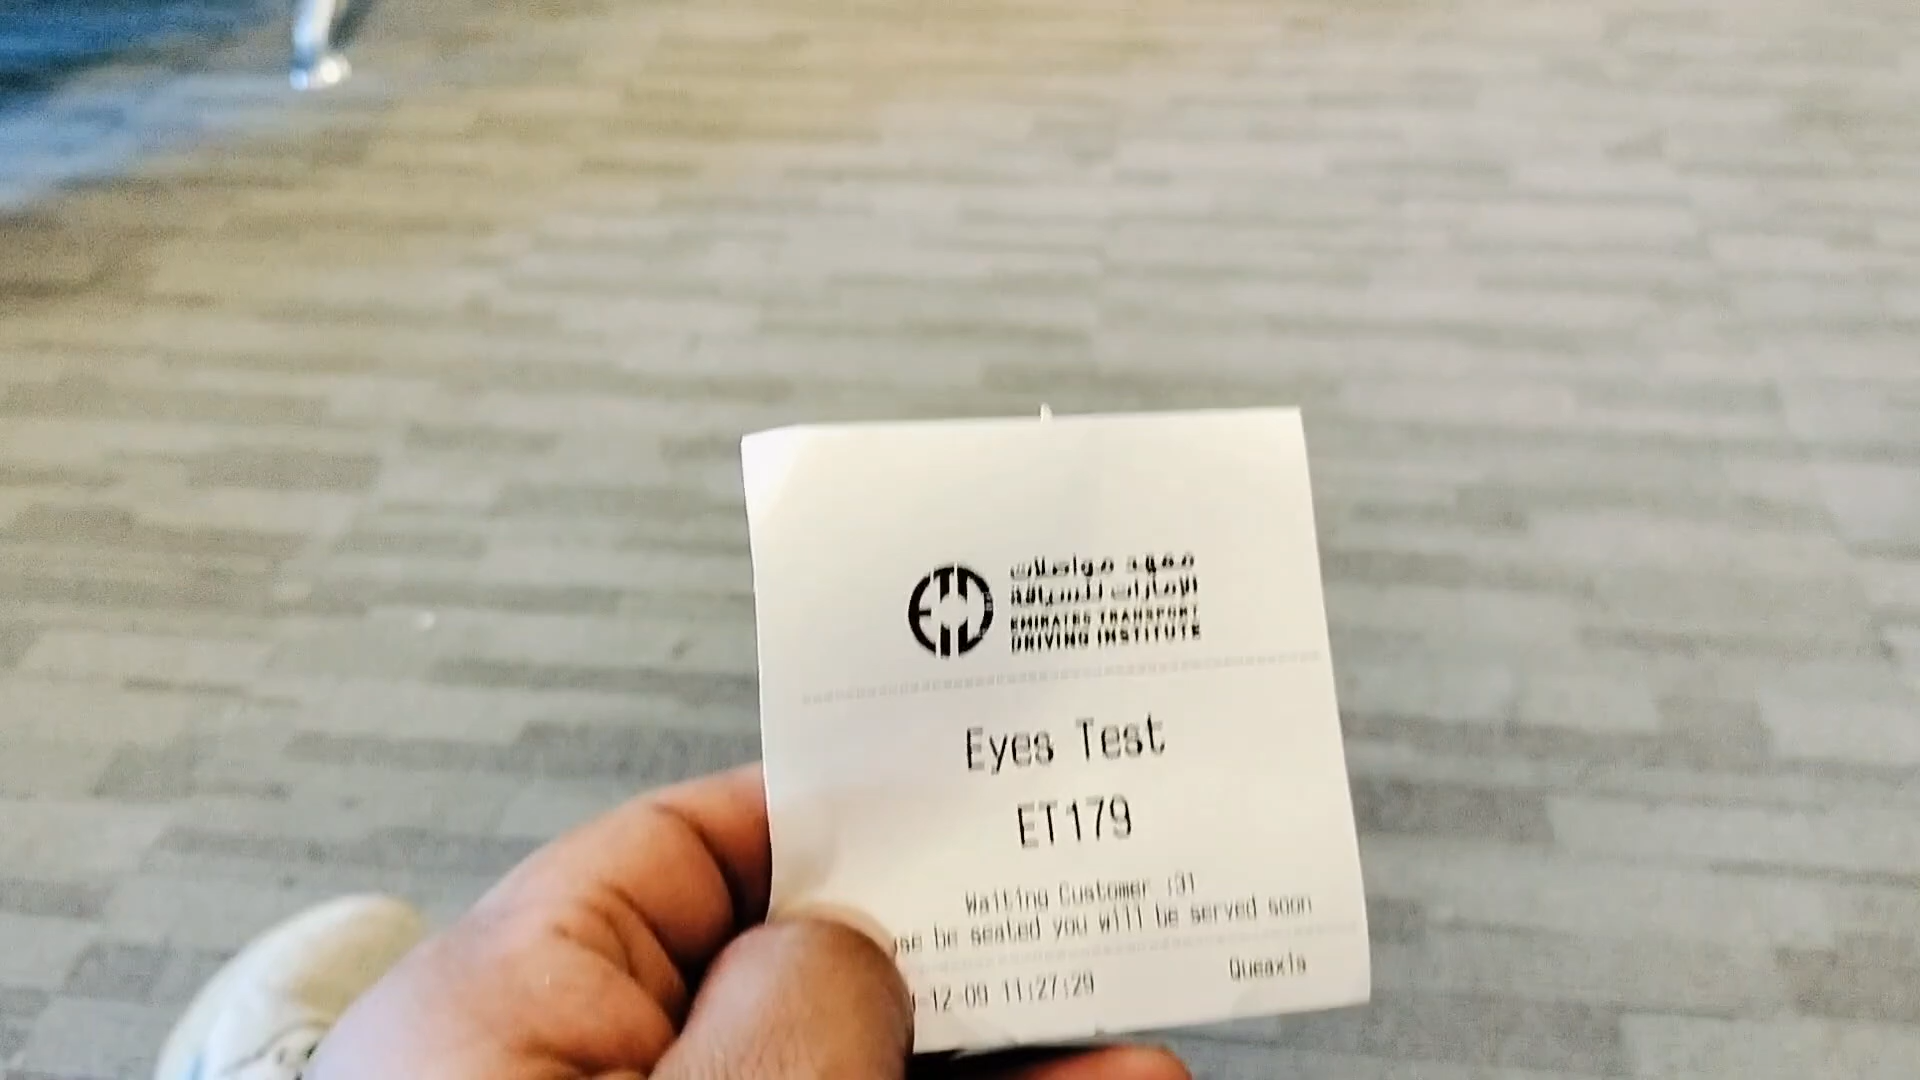 ETD
معهد مواصلات
الإمارات للسياقة
EMIRATES TRANSPORT
DRIVING INSTITUTE
Eyes Test
ET179
Waiting Customer :31
be seated you will be served soon
-12-09 11:27:29
Queaxis